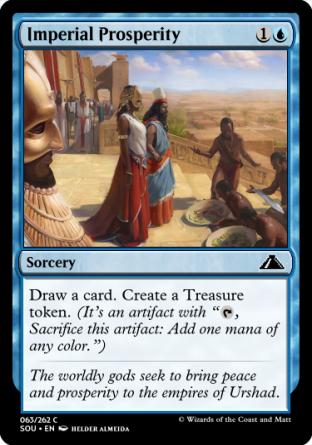 Imperial Prosperity 1
Sorcery
Draw a card. Create a Treasure
token. (It's an artifact with “,
Sacrifice this artifact: Add one mana of
any color.”)
The worldly gods seek to bring peace
and prosperity to the empires of Urshad.
063/262 C
SOU • EN HELDER ALMEIDA
© Wizards of the Coast and Matt